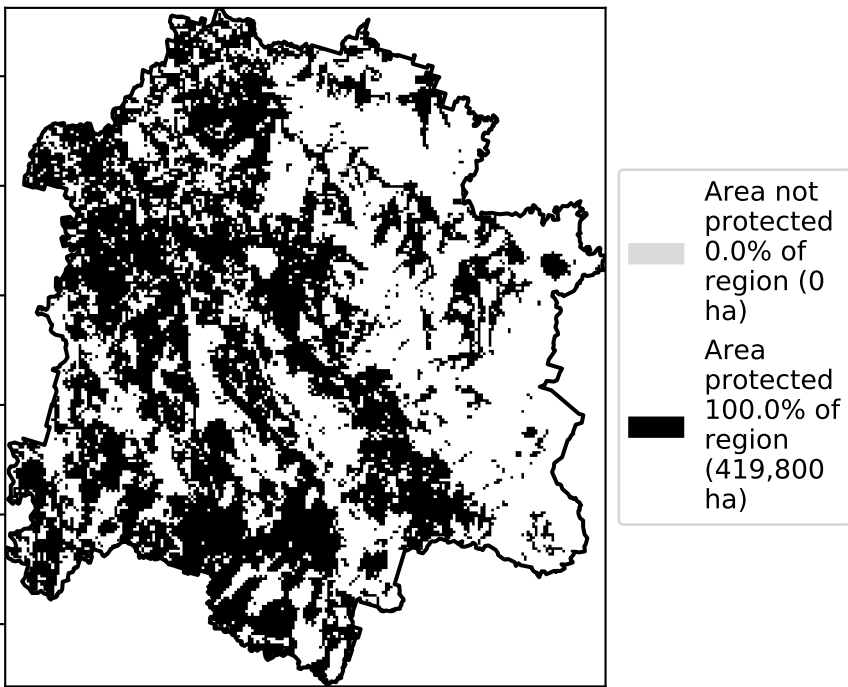 Area not
protected
0.0% of
region (0
ha)
Area
protected
100.0% of
region
(419,800
ha)